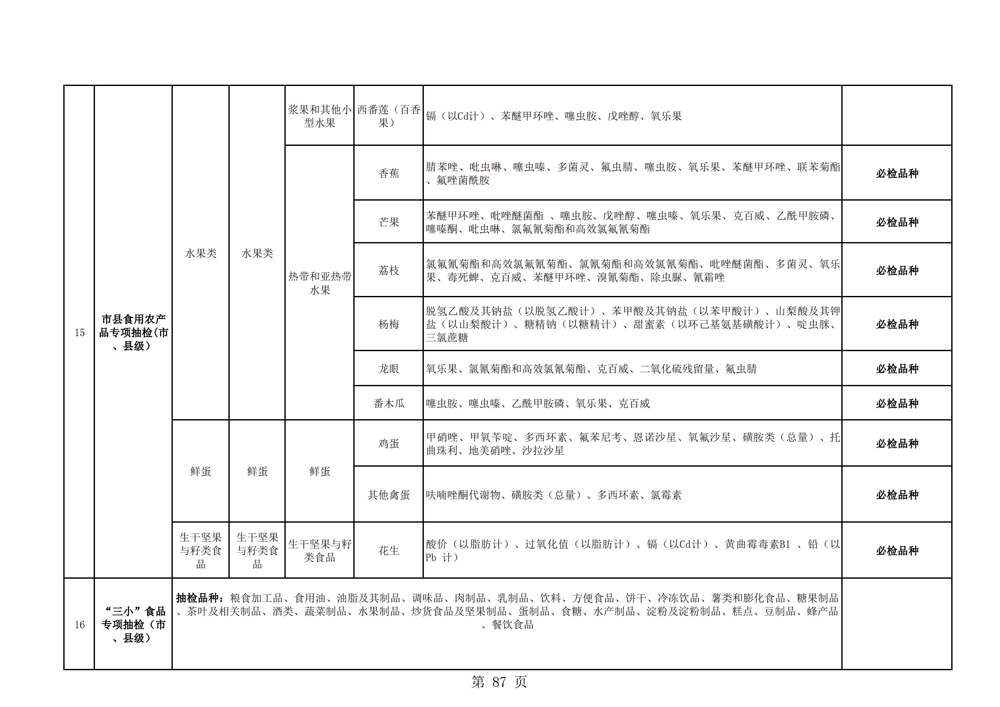 15
市县食用农产
品专项抽检(市
、县级）
水果类
水果类
浆果和其他小
型水果
西番莲（百香
果）
镉（以Cd计）、苯醚甲环唑、噻虫胺、戊唑醇、氧乐果
热带和亚热带
水果
香蕉
腈苯唑、吡虫啉、噻虫嗪、多菌灵、氟虫腈、噻虫胺、氧乐果、苯醚甲环唑、联苯菊酯
、氟唑菌酰胺
必检品种
芒果
苯醚甲环唑、吡唑醚菌酯 、噻虫胺、戊唑醇、噻虫嗪、氧乐果、克百威、乙酰甲胺磷、
噻嗪酮、吡虫啉、氯氟氰菊酯和高效氯氟氰菊酯
必检品种
荔枝
氯氟氰菊酯和高效氯氟氰菊酯、氯氰菊酯和高效氯氰菊酯、吡唑醚菌酯、多菌灵、氧乐
果、毒死蜱、克百威、苯醚甲环唑、溴氰菊酯、除虫脲、氰霜唑
必检品种
杨梅
脱氢乙酸及其钠盐（以脱氢乙酸计）、苯甲酸及其钠盐（以苯甲酸计）、山梨酸及其钾
盐（以山梨酸计）、糖精钠（以糖精计）、甜蜜素（以环己基氨基磺酸计）、啶虫脒、
三氯蔗糖
必检品种
龙眼
氧乐果、氯氰菊酯和高效氯氰菊酯、克百威、二氧化硫残留量、氟虫腈
必检品种
番木瓜
噻虫胺、噻虫嗪、乙酰甲胺磷、氧乐果、克百威
必检品种
鲜蛋
鲜蛋
鲜蛋
鸡蛋
甲硝唑、甲氧苄啶、多西环素、氟苯尼考、恩诺沙星、氧氟沙星、磺胺类（总量）、托
曲珠利、地美硝唑、沙拉沙星
必检品种
其他禽蛋
呋喃唑酮代谢物、磺胺类（总量）、多西环素、氯霉素
必检品种
生干坚果
与籽类食
品
生干坚果
与籽类食
品
生干坚果与籽
类食品
花生
酸价（以脂肪计）、过氧化值（以脂肪计）、镉（以Cd计）、黄曲霉毒素B1 、铅（以
Pb 计）
必检品种
16
“三小”食品
专项抽检（市
、县级）
抽检品种：粮食加工品、食用油、油脂及其制品、调味品、肉制品、乳制品、饮料、方便食品、饼干、冷冻饮品、薯类和膨化食品、糖果制品
、茶叶及相关制品、酒类、蔬菜制品、水果制品、炒货食品及坚果制品、蛋制品、食糖、水产制品、淀粉及淀粉制品、糕点、豆制品、蜂产品
、餐饮食品
第 87 页